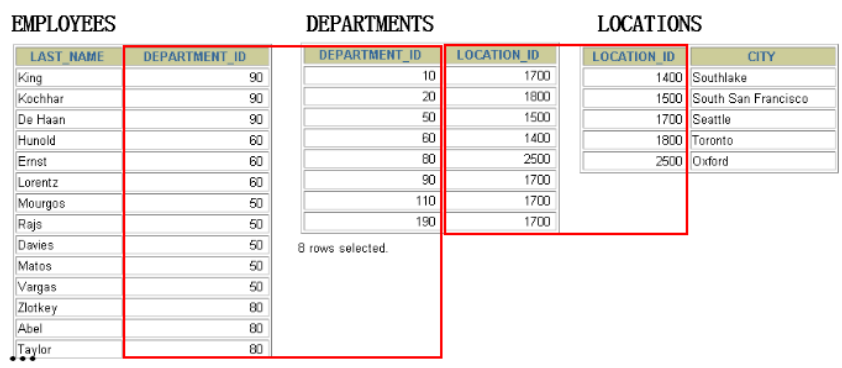 EMPLOYEES DEPARTMENTS LOCATIONS
LAST_NAME DEPARTMENT_ID
King 90
Kochhar 90
De Haan 90
Hunold 60
Ernst 60
Lorentz 60
Mourgos 50
Rajs 50
Davies 50
Matos 50
Vargas 50
Zlotkey 80
Abel 80
Taylor 80
...
DEPARTMENT_ID LOCATION_ID
10 1700
20 1800
50 1500
60 1400
80 2500
90 1700
110 1700
190 1700
8 rows selected.
LOCATION_ID CITY
1400 Southlake
1500 South San Francisco
1700 Seattle
1800 Toronto
2500 Oxford